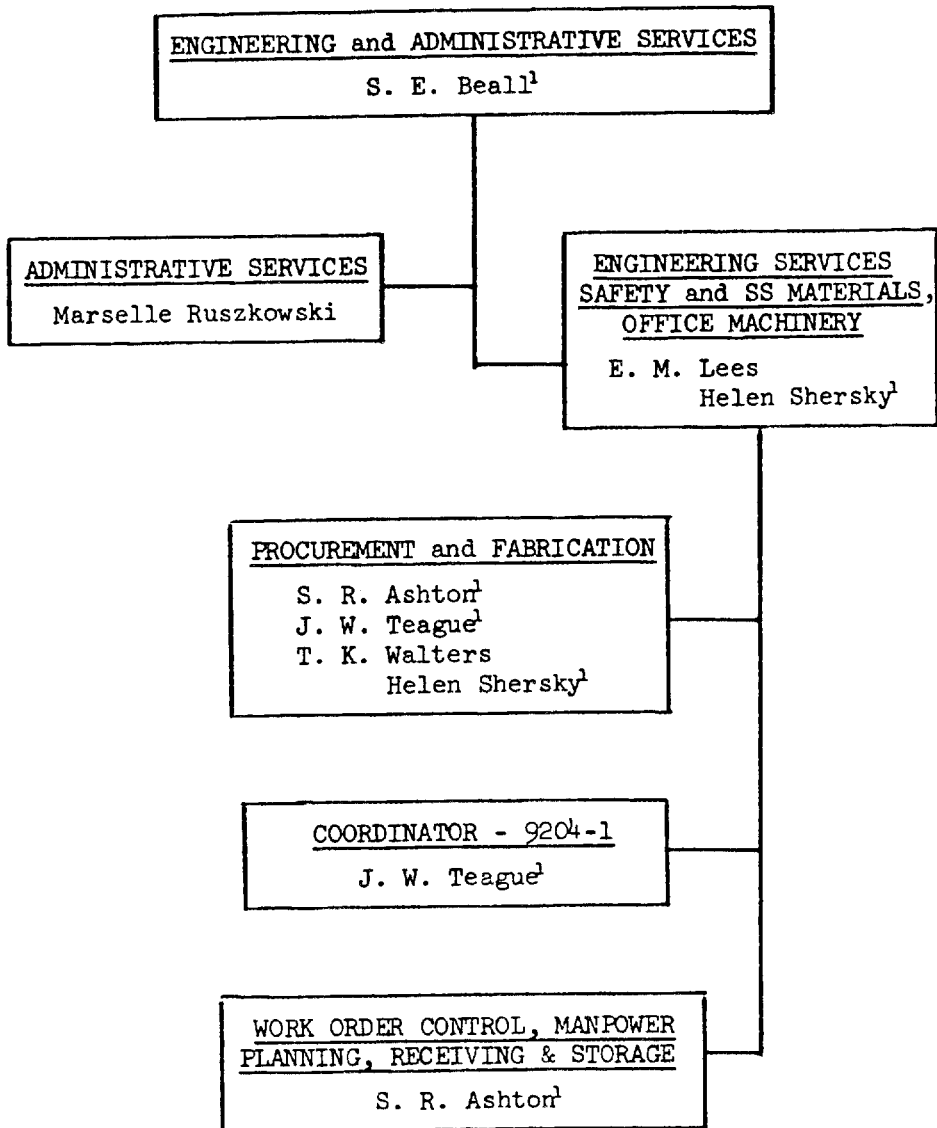 ENGINEERING and ADMINISTRATIVE SERVICES
S. E. Beall¹
ADMINISTRATIVE SERVICES
Marselle Ruszkowski
ENGINEERING SERVICES
SAFETY and SS MATERIALS,
OFFICE MACHINERY
E. M. Lees
Helen Shersky¹
PROCUREMENT and FABRICATION
S. R. Ashton¹
J. W. Teague¹
T. K. Walters
Helen Shersky¹
COORDINATOR - 9204-1
J. W. Teague¹
WORK ORDER CONTROL, MANPOWER
PLANNING, RECEIVING & STORAGE
S. R. Ashton¹